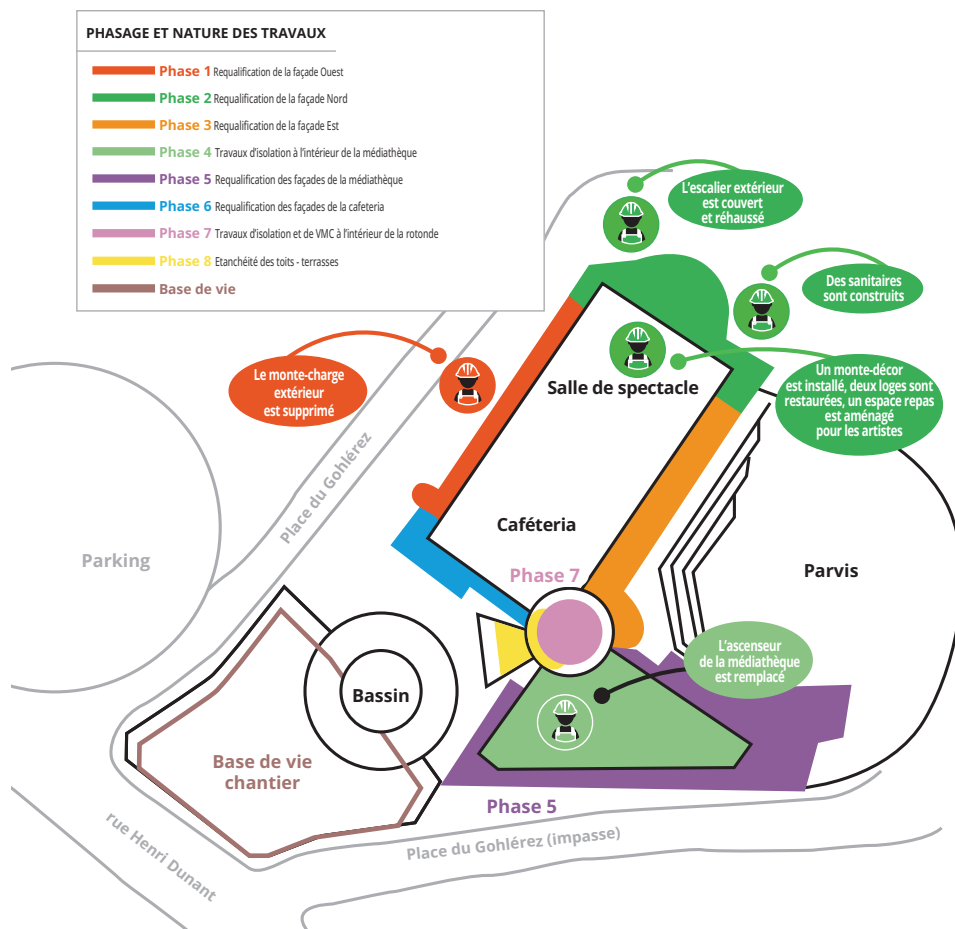 PHASAGE ET NATURE DES TRAVAUX
Phase 1 Requalification de la façade Ouest
Phase 2 Requalification de la façade Nord
Phase 3 Requalification de la façade Est
Phase 4 Travaux d'isolation à l'intérieur de la médiathèque
Phase 5 Requalification des façades de la médiathèque
Phase 6 Requalification des façades de la cafeteria
Phase 7 Travaux d'isolation et de VMC à l'intérieur de la rotonde
Phase 8 Etanchéité des toits - terrasses
Base de vie
L'escalier extérieur
est couvert
et réhaussé
Des sanitaires
sont construits
Le monte-charge
extérieur
est supprimé
Salle de spectacle
Un monte-décor
est installé, deux loges sont
restaurées, un espace repas
est aménagé
pour les artistes
Place du Gohlérez
Parking
Caféteria
Phase 7
Parvis
L'ascenseur
de la médiathèque
est remplacé
Bassin
Base de vie
chantier
Phase 5
rue Henri Dunant
Place du Gohlérez (impasse)